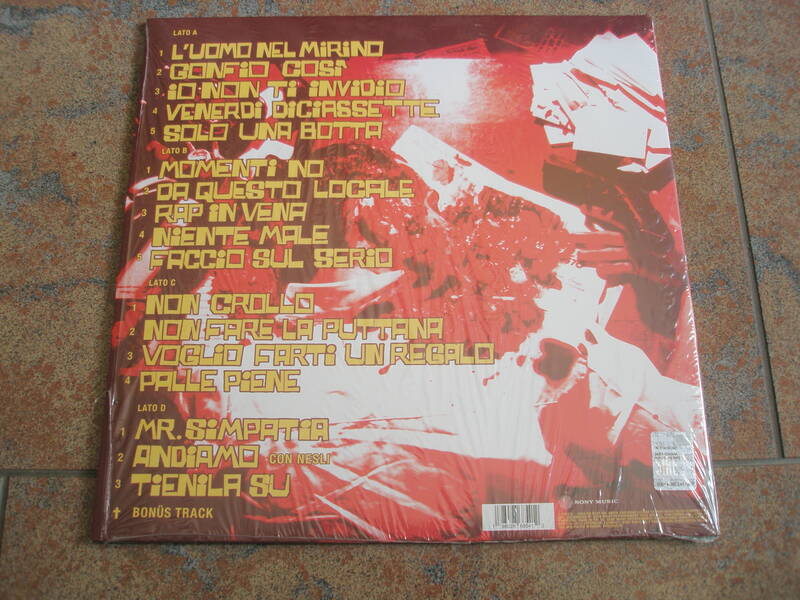 LATO A
1 L'UOMO NEL MIRINO
2 GONFIO COSÌ
3 IO NON TI INVIDIO
4 VENERDI DICIASSETTE
5 SOLO UNA BOTTA
LATO B
1 MOMENTI NO
2 DA QUESTO LOCALE
3 RAP IN VENA
4 NIENTE MALE
5 FACCIO SUL SERIO
LATO C
1 NON CROLLO
2 NON FARE LA PUTTANA
3 VOGLIO FARTI UN REGALO
4 PALLE PIENE
LATO D
1 MR. SIMPATIA
2 ANDIAMO CON NESLI
3 TIENILA SU
† BONÜS TRACK
SONY MUSIC